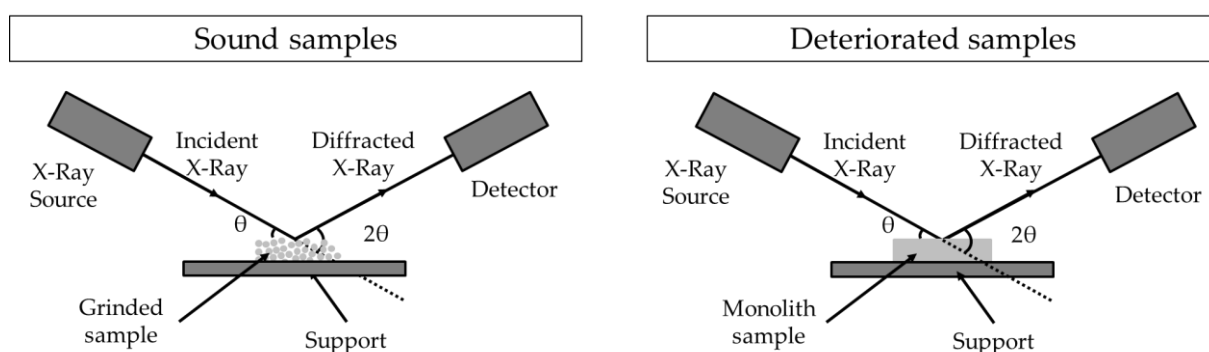 Sound samples
Incident
X-Ray
Diffracted
X-Ray
X-Ray
Source
Detector
θ
2θ
Grinded
sample
Support
Deteriorated samples
Incident
X-Ray
Diffracted
X-Ray
X-Ray
Source
Detector
θ
2θ
Monolith
sample
Support